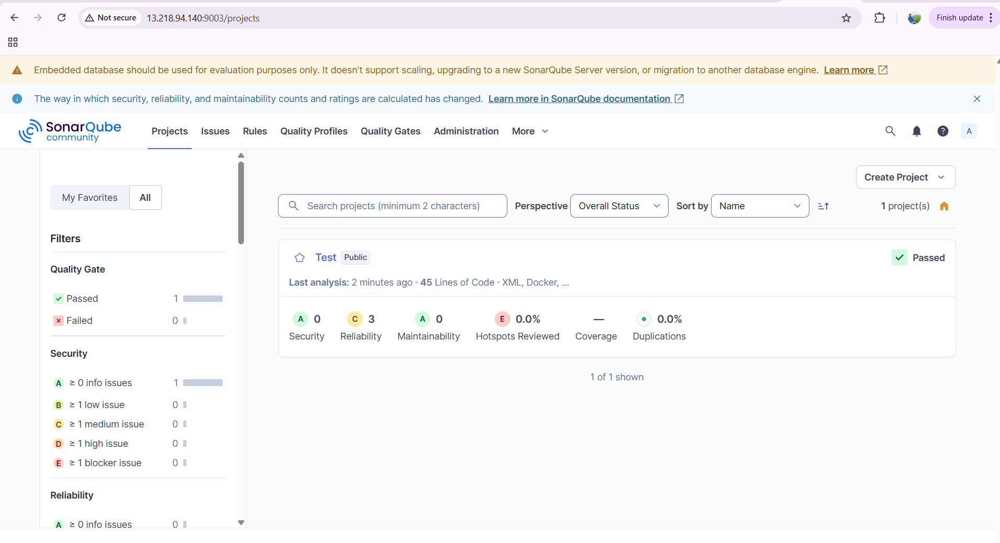 Not secure 13.218.94.140:9003/projects Finish update
Embedded database should be used for evaluation purposes only. It doesn't support scaling, upgrading to a new SonarQube Server version, or migration to another database engine. Learn more
The way in which security, reliability, and maintainability counts and ratings are calculated has changed. Learn more in SonarQube documentation
SonarQube community
Projects Issues Rules Quality Profiles Quality Gates Administration More ? A
My Favorites All
Filters
Quality Gate
Passed 1
Failed 0
Security
A ≥ 0 info issues 1
B ≥ 1 low issue 0
C ≥ 1 medium issue 0
D ≥ 1 high issue 0
E ≥ 1 blocker issue 0
Reliability
A ≥ 0 info issues 0
Create Project
Search projects (minimum 2 characters) Perspective Overall Status Sort by Name 1 project(s)
Test Public Passed
Last analysis: 2 minutes ago • 45 Lines of Code • XML, Docker, ...
A 0 C 3 A 0 E 0.0% — 0.0%
Security Reliability Maintainability Hotspots Reviewed Coverage Duplications
1 of 1 shown